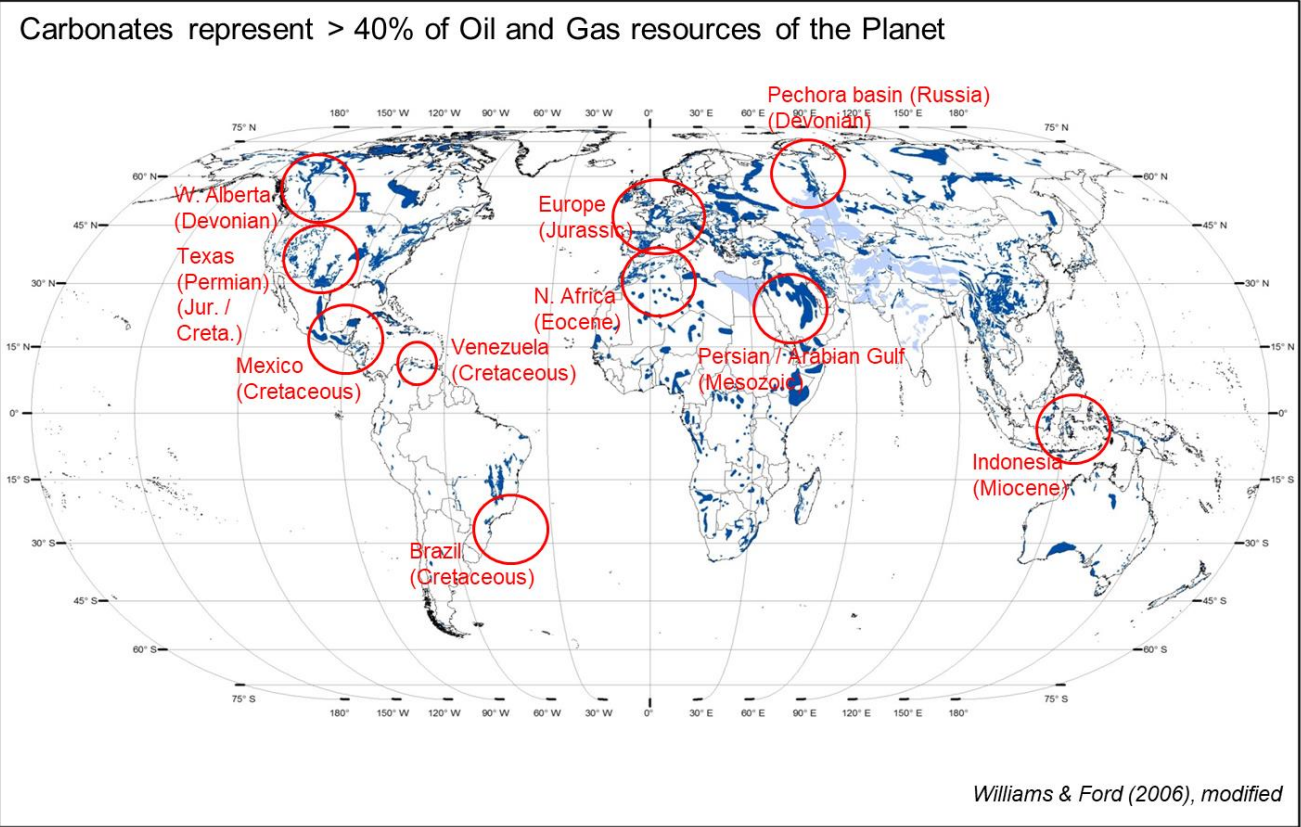 Carbonates represent > 40% of Oil and Gas resources of the Planet
Pechora basin (Russia)
(Devonian)
180° 150° W 120° W 90° W 60° W 30° W 0° 30° E 60° E 90° E 120° E 150° E 180°
75° N 75° N
60° N 60° N
W. Alberta
(Devonian)
Europe
(Jurassic)
45° N 45° N
Texas
(Permian)
(Jur. /
Creta.)
30° N 30° N
N. Africa
(Eocene)
15° N 15° N
Mexico
(Cretaceous)
Venezuela
(Cretaceous)
Persian / Arabian Gulf
(Mesozoic)
0° 0°
Indonesia
(Miocene)
15° S 15° S
30° S 30° S
Brazil
(Cretaceous)
45° S 45° S
60° S 60° S
75° S 75° S
180° 150° W 120° W 90° W 60° W 30° W 0° 30° E 60° E 90° E 120° E 150° E 180°
Williams & Ford (2006), modified